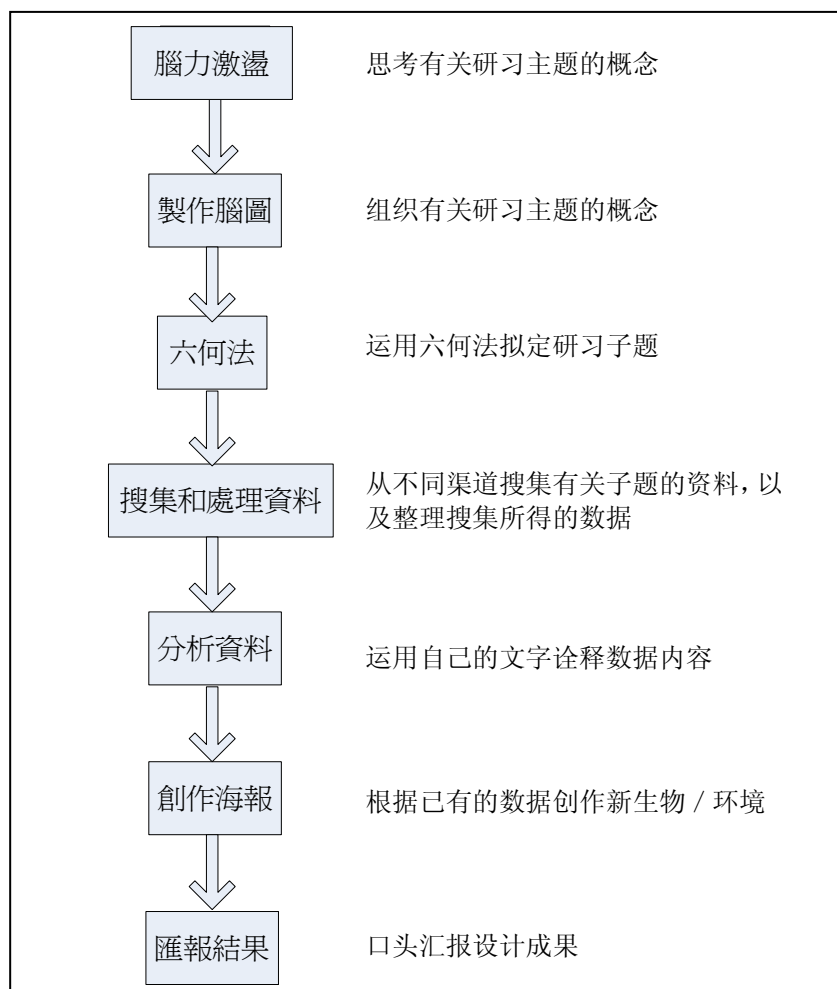 腦力激盪
思考有关研习主题的概念
製作腦圖
组织有关研习主题的概念
六何法
运用六何法拟定研习子题
搜集和處理資料
从不同渠道搜集有关子题的资料，以
及整理搜集所得的数据
分析資料
运用自己的文字诠释数据内容
創作海報
根据已有的数据创作新生物 / 环境
匯報結果
口头汇报设计成果